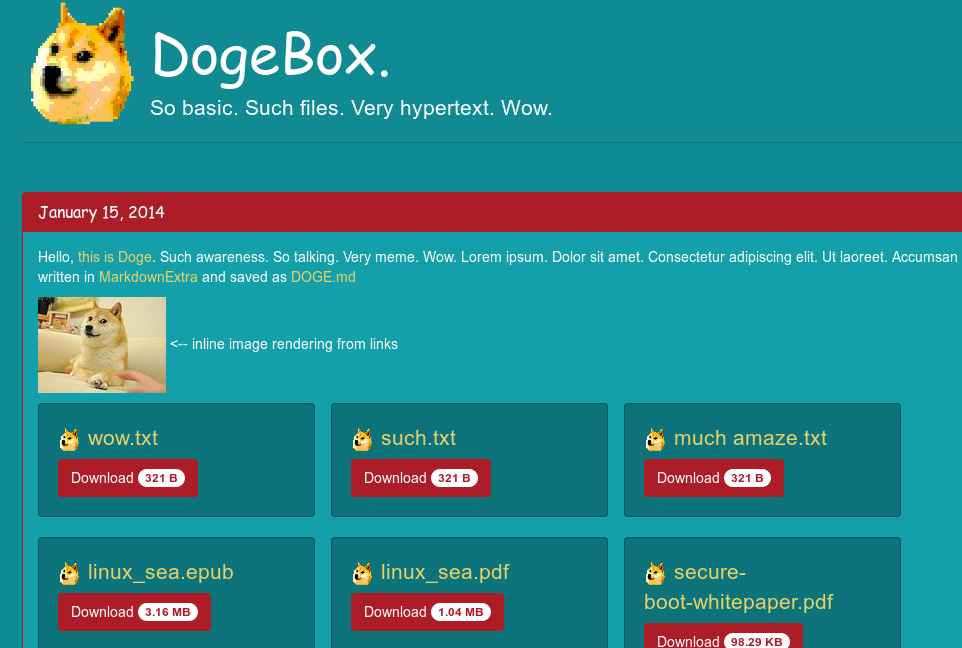 DogeBox.
So basic. Such files. Very hypertext. Wow.
January 15, 2014
Hello, this is Doge. Such awareness. So talking. Very meme. Wow. Lorem ipsum. Dolor sit amet. Consectetur adipiscing elit. Ut laoreet. Accumsan
written in MarkdownExtra and saved as DOGE.md
<-- inline image rendering from links
wow.txt
Download 321 B
such.txt
Download 321 B
much amaze.txt
Download 321 B
linux_sea.epub
Download 3.16 MB
linux_sea.pdf
Download 1.04 MB
secure-
boot-whitepaper.pdf
Download 98.29 KB